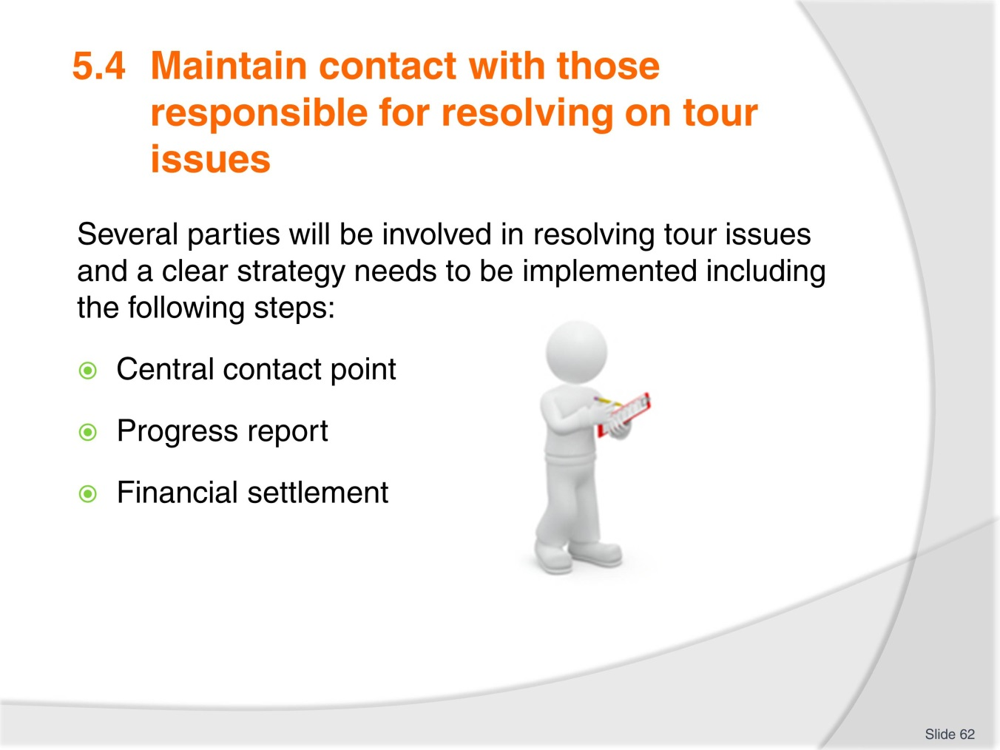 5.4 Maintain contact with those
responsible for resolving on tour
issues
Several parties will be involved in resolving tour issues
and a clear strategy needs to be implemented including
the following steps:
Central contact point
Progress report
Financial settlement
Slide 62